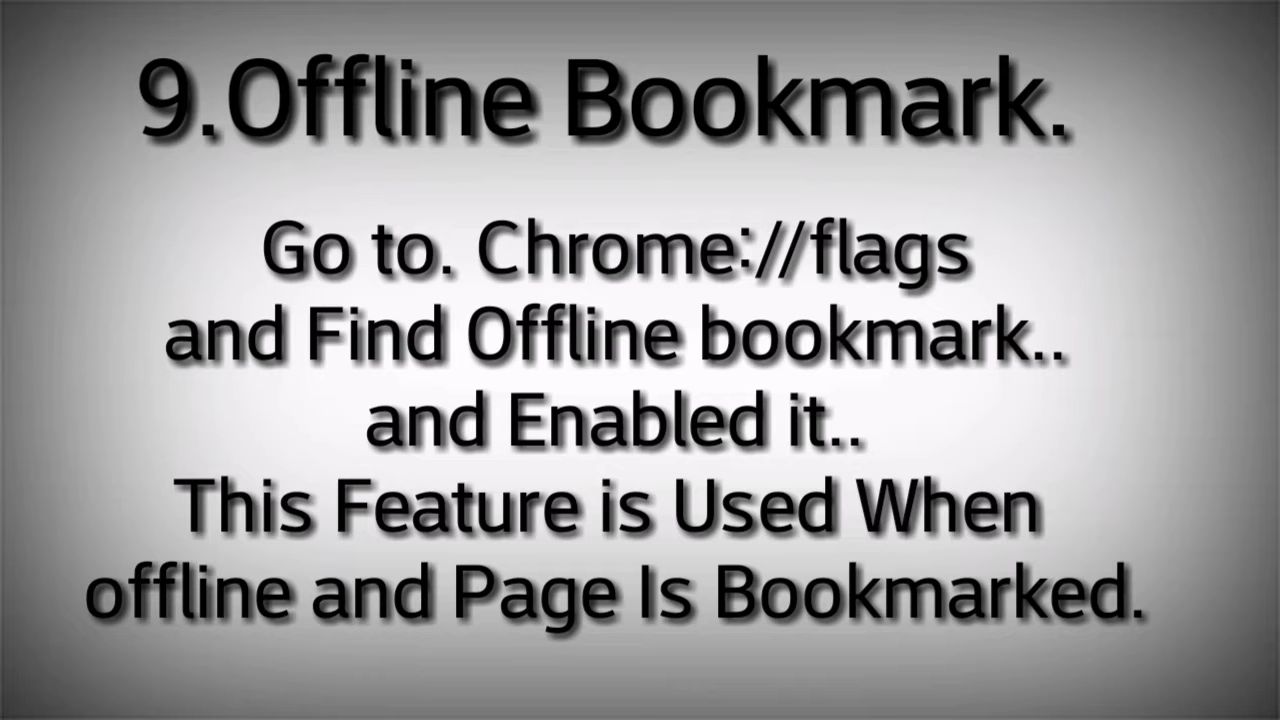 9.Offline Bookmark.
Go to. Chrome://flags
and Find Offline bookmark..
and Enabled it..
This Feature is Used When
offline and Page Is Bookmarked.